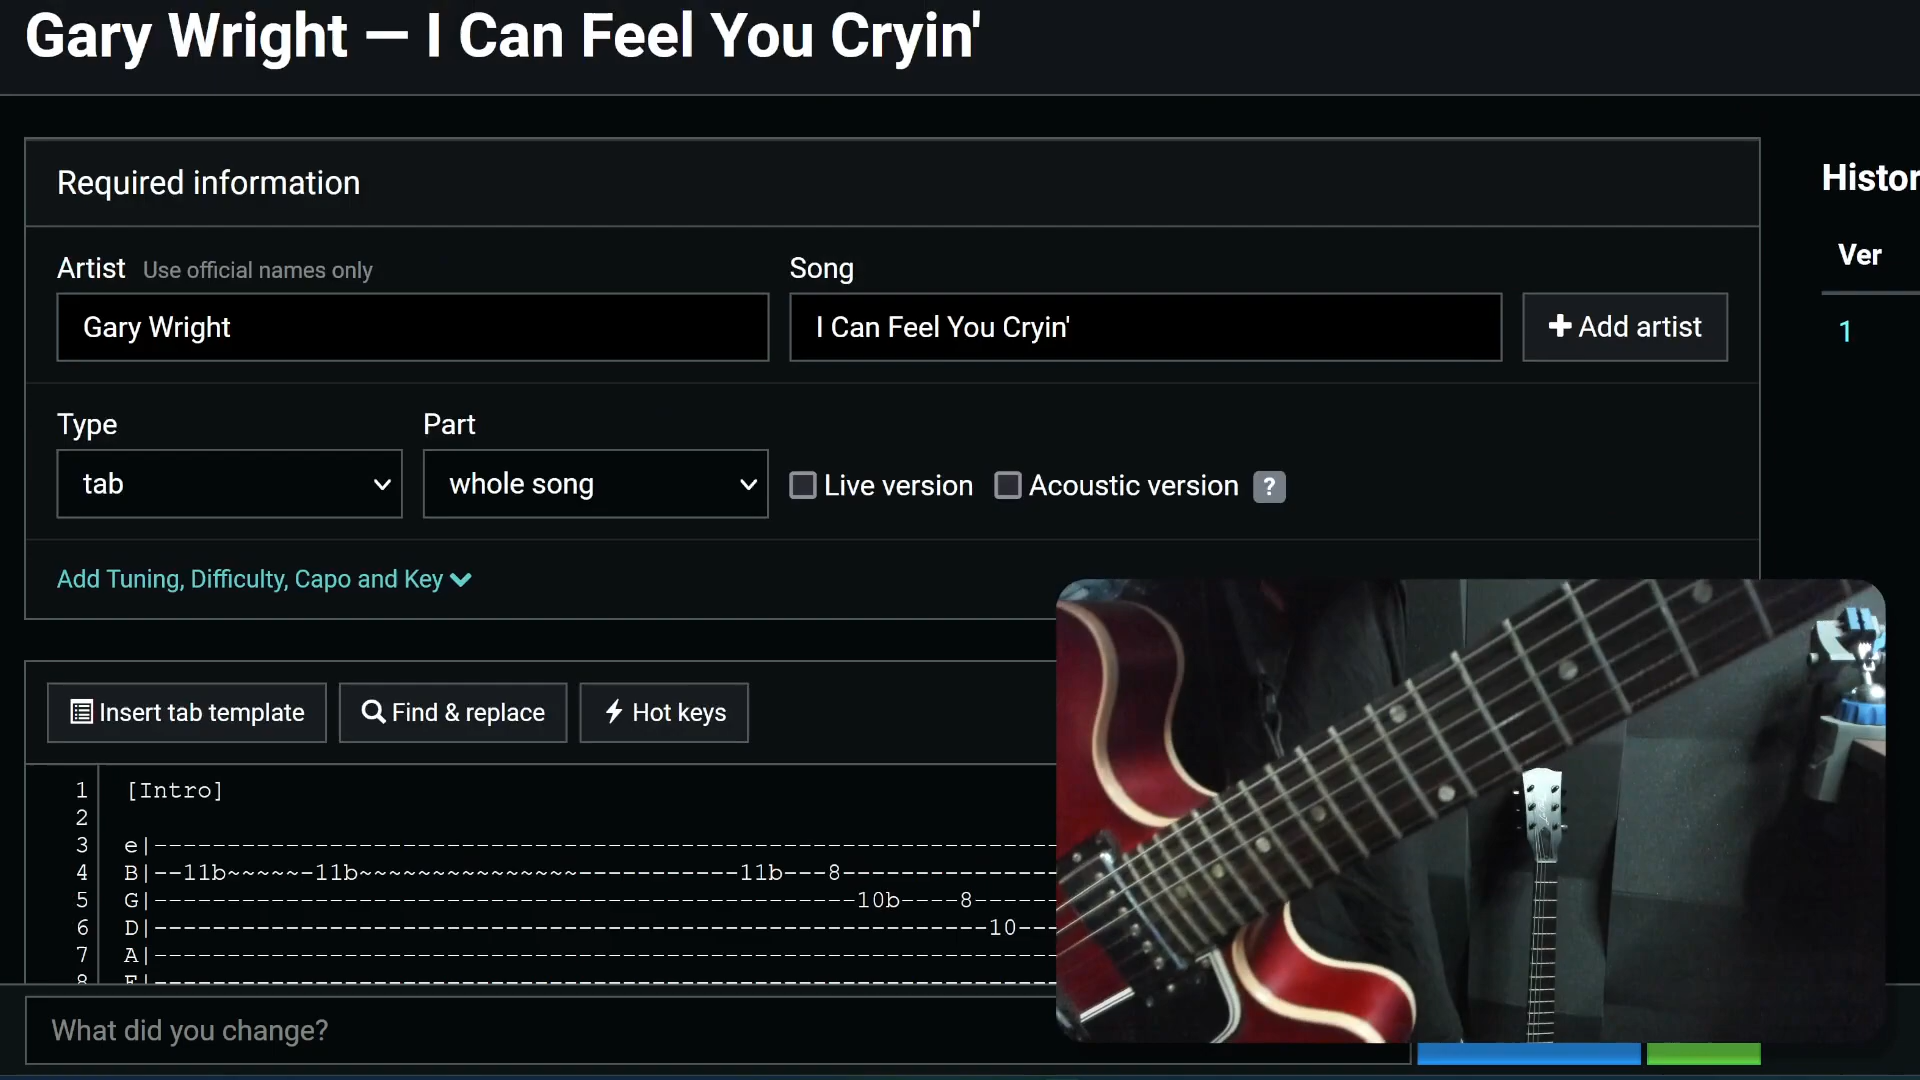 Gary Wright — I Can Feel You Cryin'
Required information
Histor
Artist Use official names only
Song
Ver
Gary Wright
I Can Feel You Cryin'
Add artist
1
Type
Part
tab
whole song
Live version
Acoustic version
?
Add Tuning, Difficulty, Capo and Key
Insert tab template
Find & replace
Hot keys
1 [Intro]
2
3 e|--------------------------------------------------------------
4 B|--11b~~~~~~-11b~~~~~~~~~~~~~~~-----------11b---8---------------
5 G|------------------------------------------------10b----8------
6 D|---------------------------------------------------------10---
7 A|--------------------------------------------------------------
8 E|--------------------------------------------------------------
What did you change?